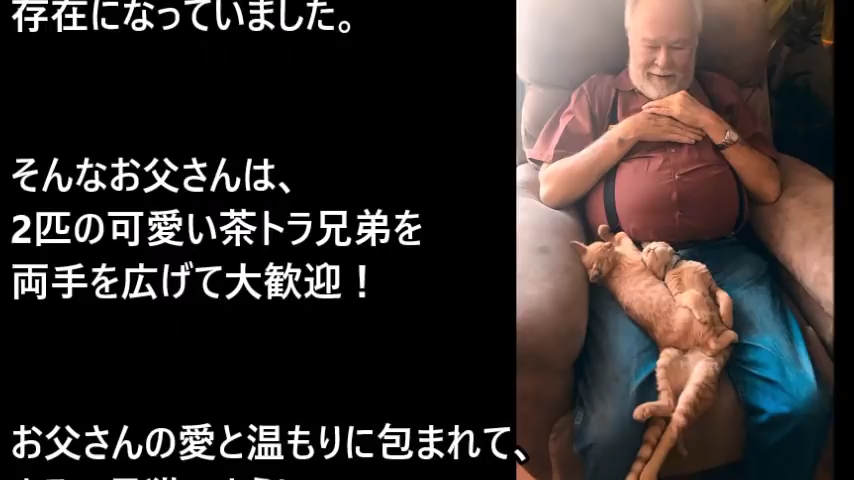 存在になっていました。
そんなお父さんは、
2匹の可愛い茶トラ兄弟を
両手を広げて大歓迎！
お父さんの愛と温もりに包まれて、